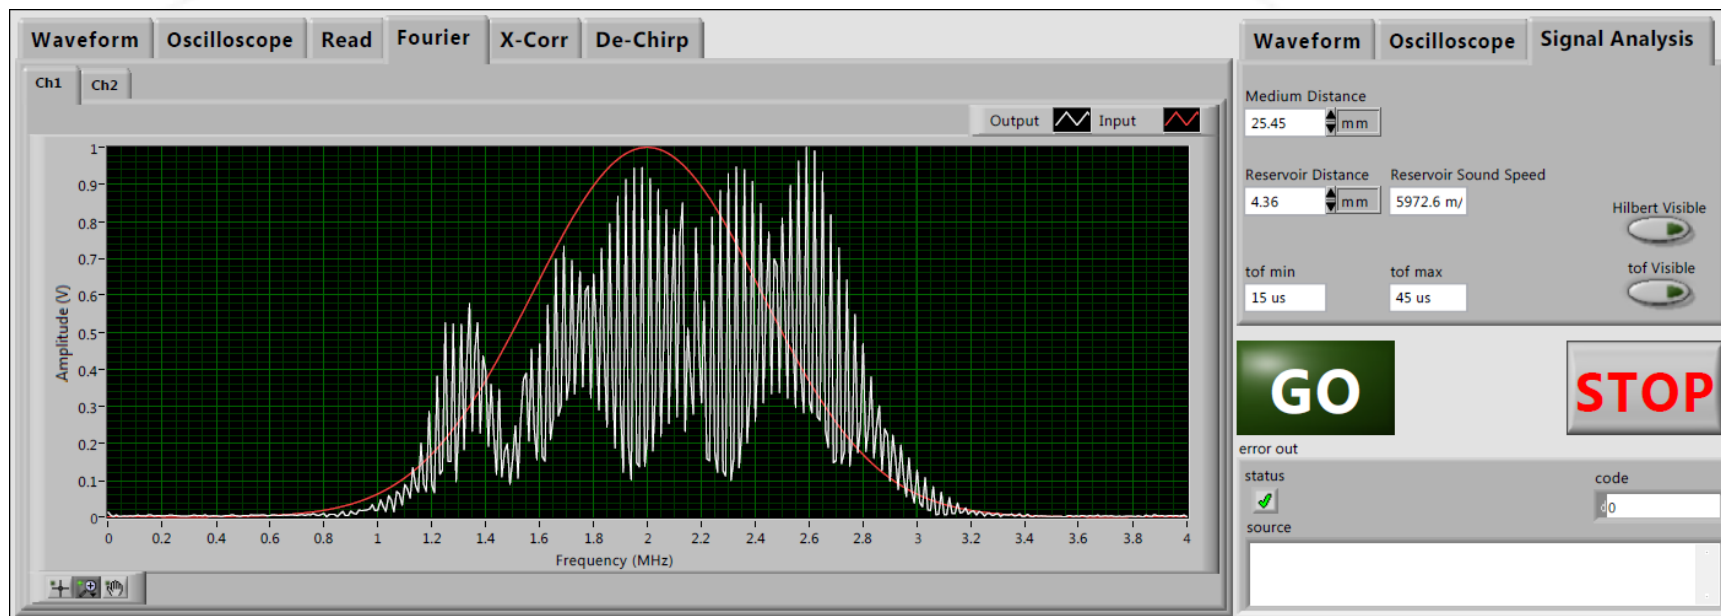 Waveform Oscilloscope Read Fourier X-Corr De-Chirp
Ch1 Ch2
Output Input
Amplitude (V)
1
0.9
0.8
0.7
0.6
0.5
0.4
0.3
0.2
0.1
0
0 0.2 0.4 0.6 0.8 1 1.2 1.4 1.6 1.8 2 2.2 2.4 2.6 2.8 3 3.2 3.4 3.6 3.8 4
Frequency (MHz)
Waveform Oscilloscope Signal Analysis
Medium Distance
25.45 mm
Reservoir Distance Reservoir Sound Speed
4.36 mm 5972.6 m/
Hilbert Visible
tof min tof max tof Visible
15 us 45 us
GO STOP
error out
status code
d0
source